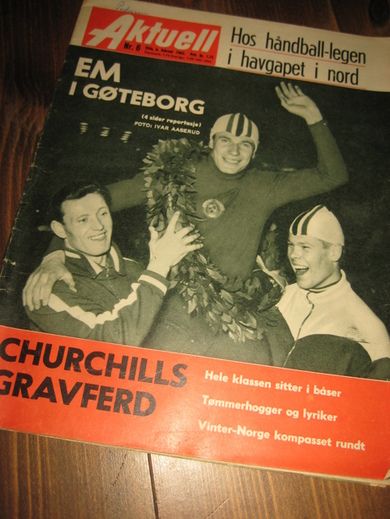 Aktuell
Nr. 6
Hos håndball-legen
i havgapet i nord
EM
I GØTEBORG
(4 sider reportasje)
FOTO: IVAR AABERUD
CHURCHILLS
GRAVFERD
Hele klassen sitter i båser
Tømmerhogger og lyriker
Vinter-Norge kompasset rundt